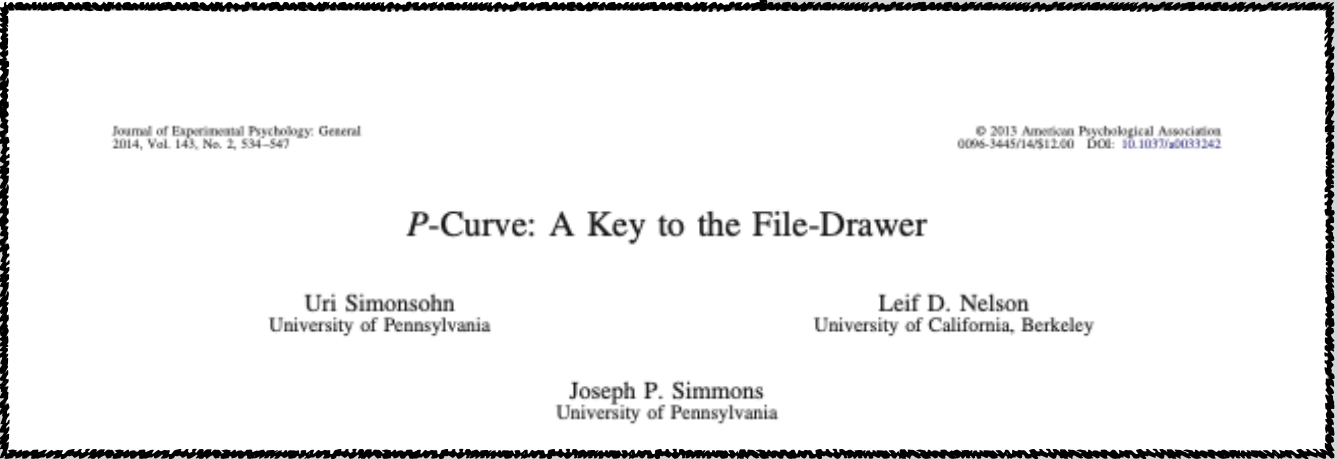 Journal of Experimental Psychology: General
2014, Vol. 143, No. 2, 534–547
© 2013 American Psychological Association
0096-3445/14/$12.00 DOI: 10.1037/a0033242
P-Curve: A Key to the File-Drawer
Uri Simonsohn
University of Pennsylvania
Leif D. Nelson
University of California, Berkeley
Joseph P. Simmons
University of Pennsylvania